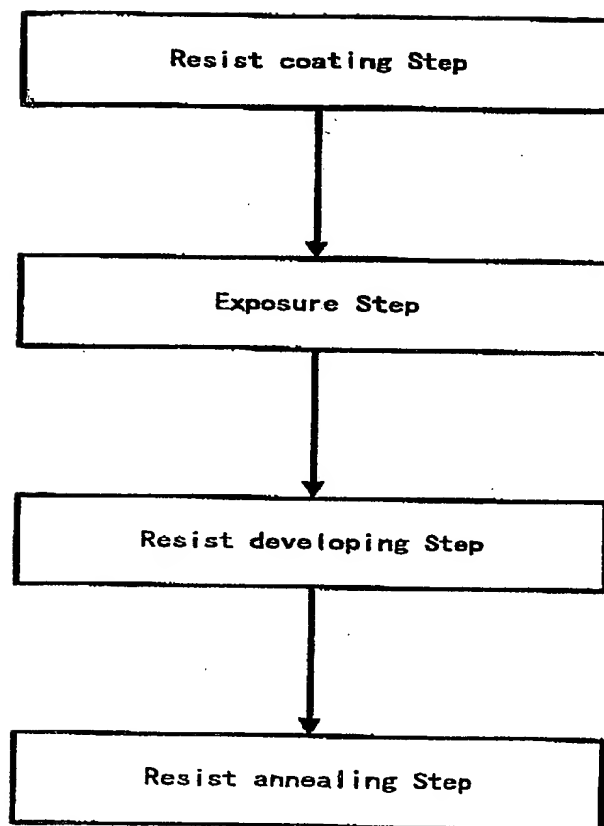 Resist coating Step
Exposure Step
Resist developing Step
Resist annealing Step